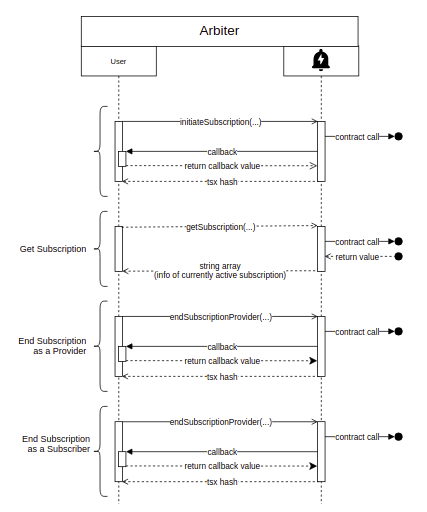 Arbiter
User
initiateSubscription(...)
contract call
callback
return callback value
tsx hash
Get Subscription
getSubscription(...)
contract call
return value
string array
(info of currently active subscription)
tsx hash
End Subscription
as a Provider
endSubscriptionProvider(...)
contract call
callback
return callback value
tsx hash
End Subscription
as a Subscriber
endSubscriptionProvider(...)
contract call
callback
return callback value
tsx hash